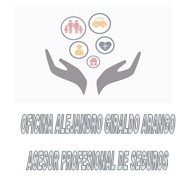 OFICINA ALEJANDRO GIRALDO ARANGO
ASESOR PROFESIONAL DE SEGUROS